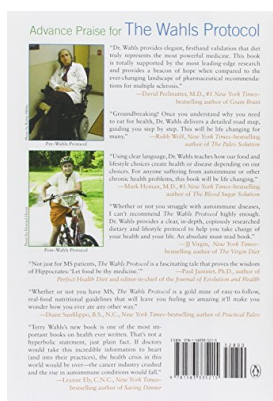 Advance Praise for The Wahls Protocol
"Dr. Wahls provides elegant, firsthand validation that diet
truly represents the most powerful medicine. This book
is totally supported by the most leading-edge research
and provides a beacon of hope when compared to the
ever-changing landscape of pharmaceutical recommenda-
tions for multiple sclerosis."
—David Perlmutter, M.D., #1 New York Times-
bestselling author of Grain Brain
"Groundbreaking! Once you understand why you need
to eat for health, Dr. Wahls delivers a detailed road map,
guiding you step by step. This will be life changing for
many."
—Robb Wolf, New York Times-bestselling
author of The Paleo Solution
Pre-Wahls Protocol
"Using clear language, Dr. Wahls teaches how our food and
lifestyle choices create health or disease depending on our
choices. For anyone suffering from autoimmune or other
chronic health problems, this book will be life changing."
—Mark Hyman, M.D., #1 New York Times-bestselling
author of The Blood Sugar Solution
"Whether or not you struggle with autoimmune diseases,
I can't recommend The Wahls Protocol highly enough.
Dr. Wahls provides a clear, in-depth, copiously researched
dietary and lifestyle protocol to help you take charge of
your health and your life. An absolute must-read book."
—JJ Virgin, New York Times-
bestselling author of The Virgin Diet
Post-Wahls Protocol
"Not just for MS patients, The Wahls Protocol is a fascinating tale that proves the wisdom
of Hippocrates: 'Let food by thy medicine.'"
—Paul Jaminet, Ph.D., author of
Perfect Health Diet and editor-in-chief of the Journal of Evolution and Health
"Whether or not you have MS, The Wahls Protocol is a gold mine of easy-to-follow,
real-food nutritional guidelines that will leave you feeling so amazing it'll make you
wonder how you ever ate any other way."
—Diane Sanfilippo, B.S., N.C., New York Times-bestselling author of Practical Paleo
"Terry Wahls's new book is one of the most im-
portant books on health ever written. That's not a
hyperbolic statement, just plain fact. If doctors
would take this incredible information to heart
(and into their practices), the health crisis in this
world would be over—the cancer industry crushed
and the rise in autoimmune conditions would fall."
—Leanne Ely, C.N.C., New York Times-
bestselling author of Saving Dinner